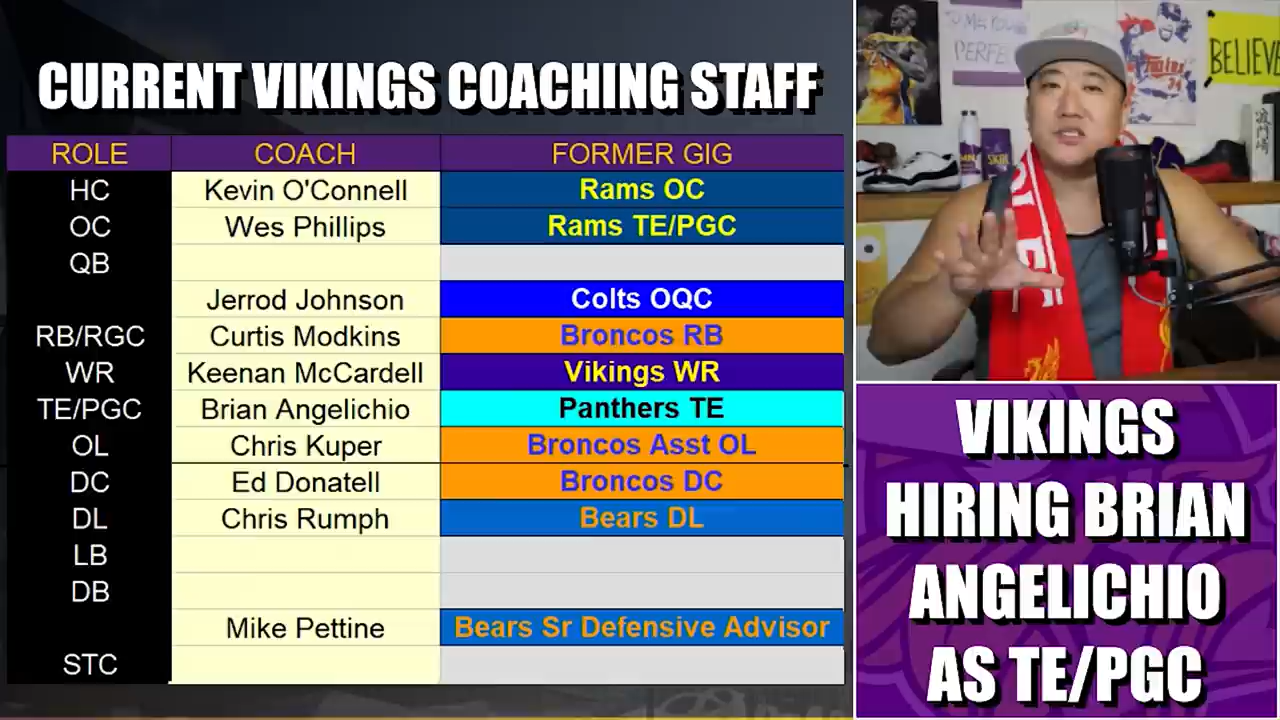 CURRENT VIKINGS COACHING STAFF
ROLE COACH FORMER GIG
HC Kevin O'Connell Rams OC
OC Wes Phillips Rams TE/PGC
QB
Jerrod Johnson Colts OQC
RB/RGC Curtis Modkins Broncos RB
WR Keenan McCardell Vikings WR
TE/PGC Brian Angelichio Panthers TE
OL Chris Kuper Broncos Asst OL
DC Ed Donatell Broncos DC
DL Chris Rumph Bears DL
LB
DB
Mike Pettine Bears Sr Defensive Advisor
STC
BELIEVE
VIKINGS
HIRING BRIAN
ANGELICHIO
AS TE/PGC